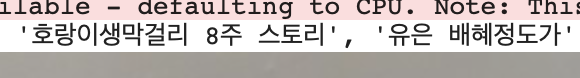 ilable - defaulting to CPU. Note: This
'호랑이생막걸리 8주 스토리', '유은 배혜정도가'